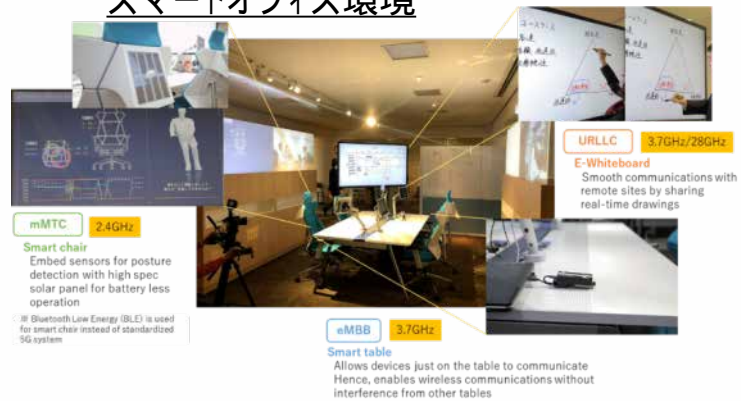 スマートオフィス環境
URLLC
3.7GHz/28GHz
E-Whiteboard
Smooth communications with
remote sites by sharing
real-time drawings
mMTC
2.4GHz
Smart chair
Embed sensors for posture
detection with high spec
solar panel for battery less
operation
※ Bluetooth Low Energy (BLE) is used
for smart chair instead of standardized
5G system
eMBB
3.7GHz
Smart table
Allows devices just on the table to communicate
Hence, enables wireless communications without
interference from other tables